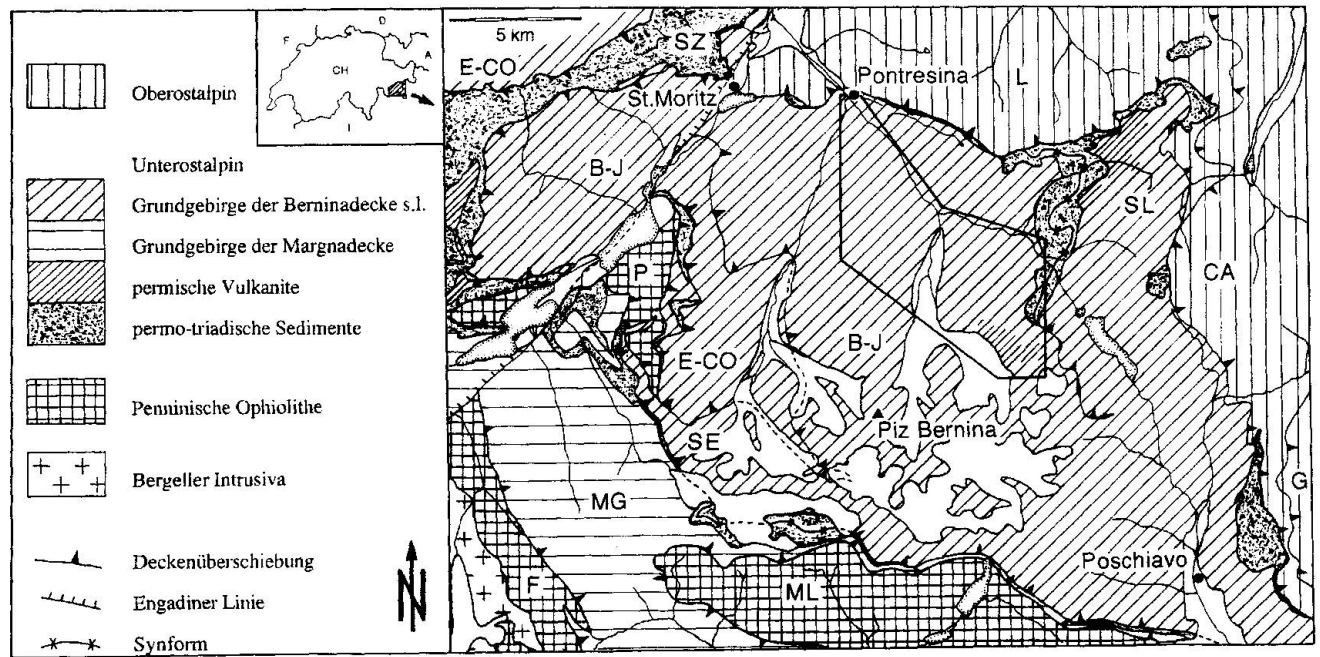 Oberostalpin
Unterostalpin
Grundgebirge der Berninadecke s.l.
Grundgebirge der Margnadecke
permische Vulkanite
permo-triadische Sedimente
Penninische Ophiolithe
Bergeller Intrusiva
Deckenüberschiebung
Engadiner Linie
Synform
F
D
A
CH
I
N
5 km
SZ
E-CO
St.Moritz
Pontresina
L
B-J
SL
CA
P
E-CO
B-J
Piz Bernina
SE
MG
G
F
ML
Poschiavo